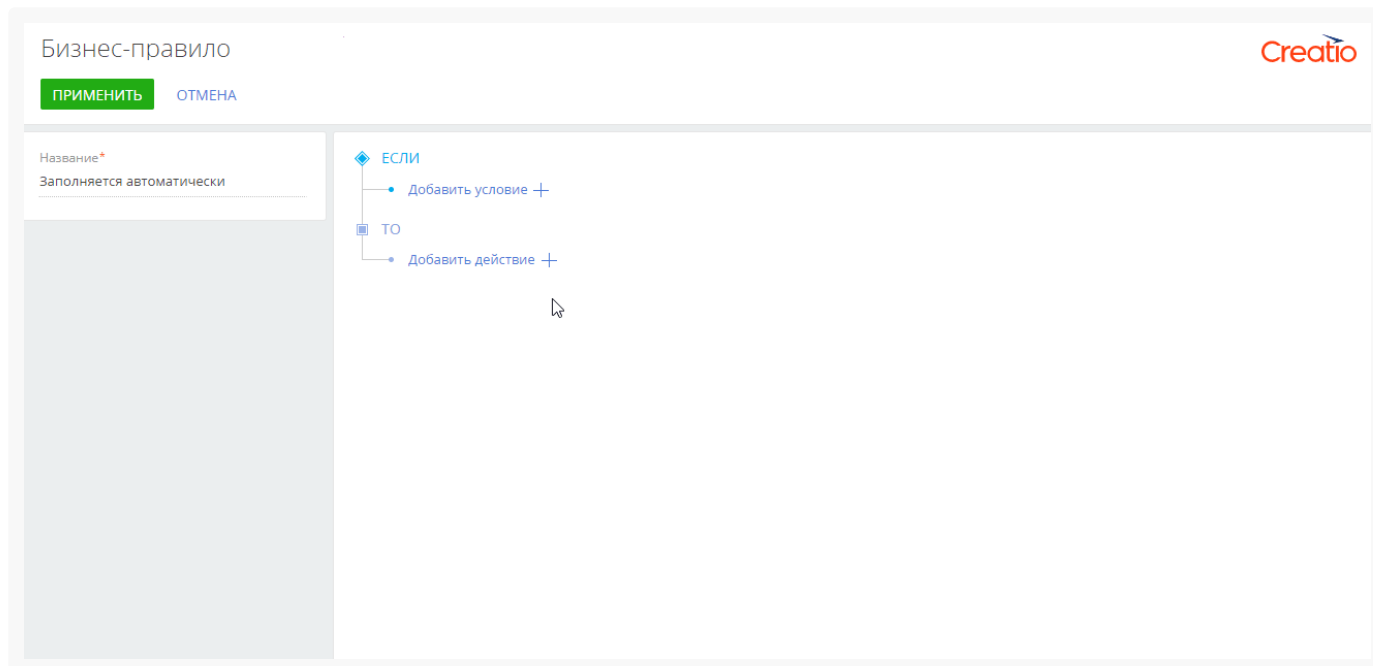 Бизнес-правило
Creatio
ПРИМЕНИТЬ ОТМЕНА
Название*
Заполняется автоматически
ЕСЛИ
Добавить условие
ТО
Добавить действие